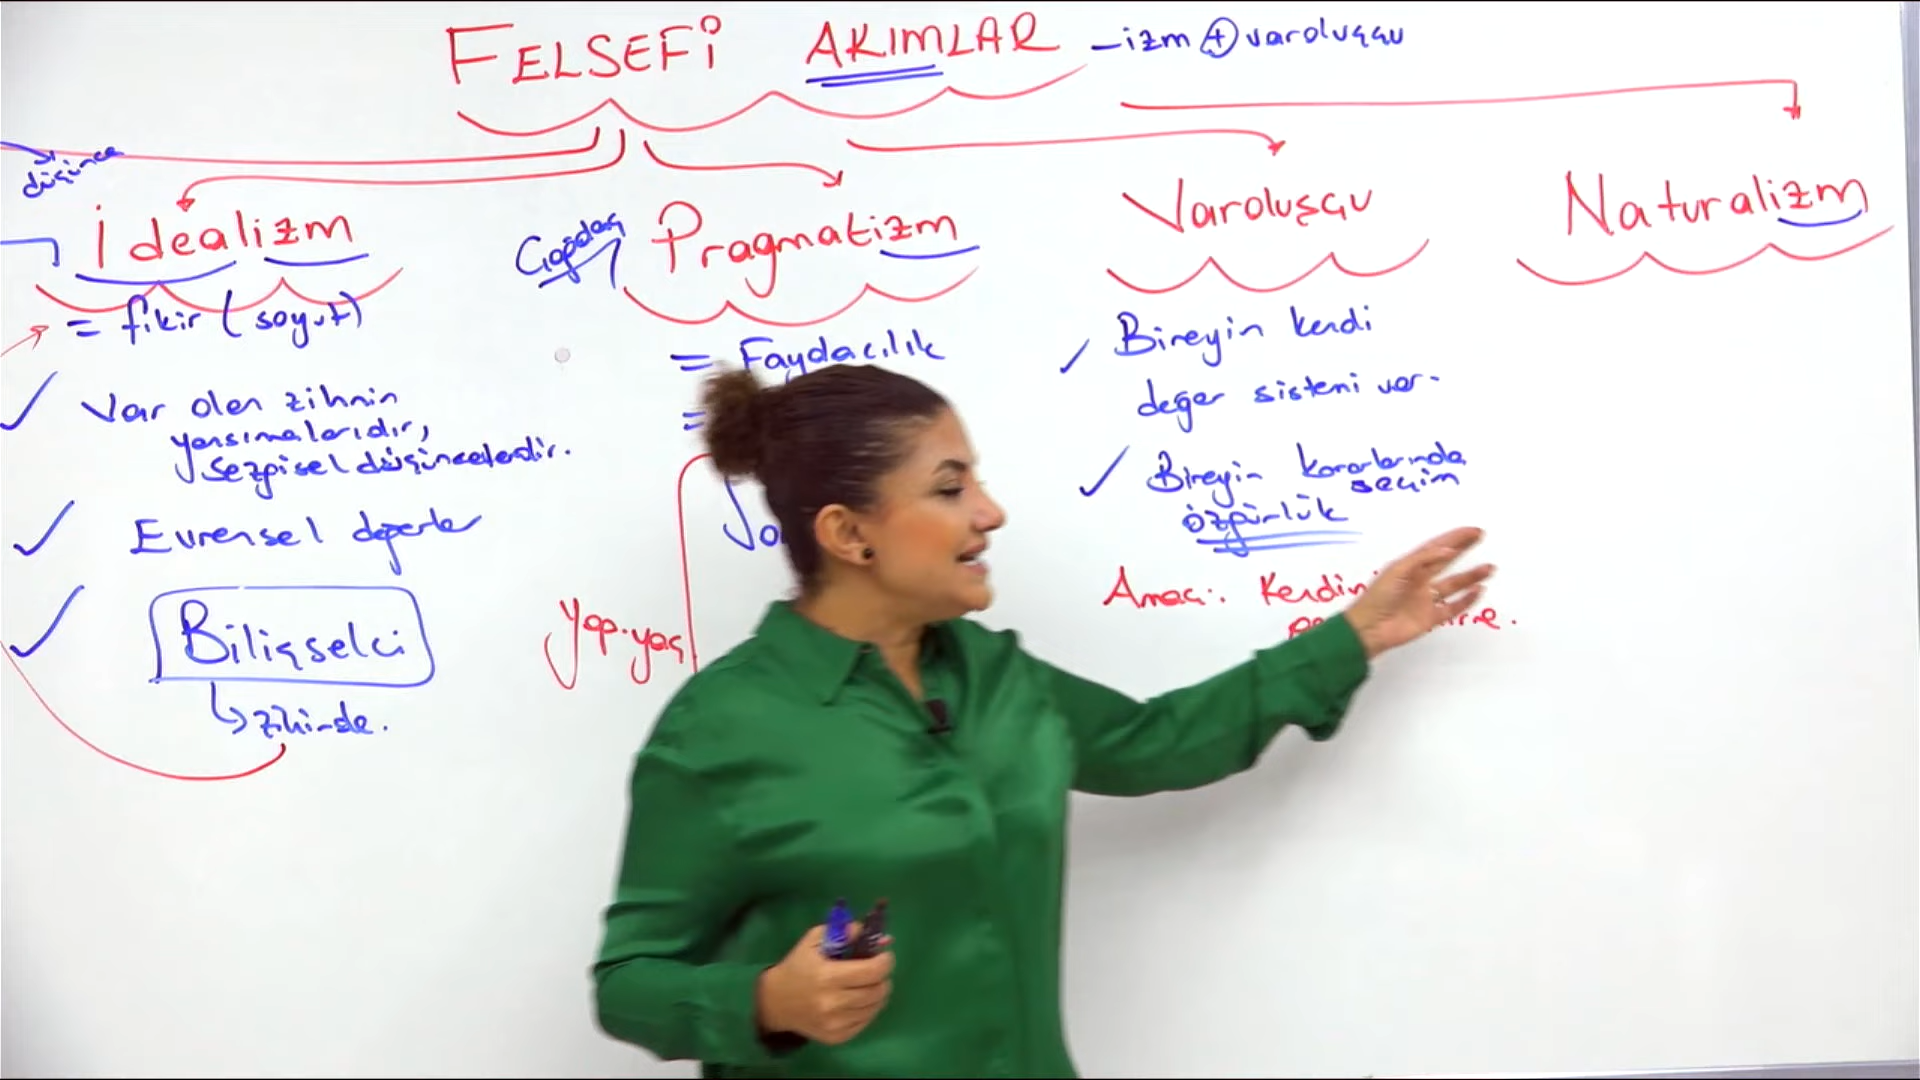 FELSEFİ AKIMLAR -izm + varoluşçu
düşünce
İdealizm
= fikir (soyut)
✓ Var olan zihnin
yansımalarıdır,
sezgisel düşüncelerdir.
✓ Evrensel değerler
✓ Bilişselci
↳ zihinde.
Çağdaş
Pragmatizm
= Faydacılık
=
Yap.yaş
Varoluşçu
✓ Bireyin kendi
değer sistemi var.
✓ Bireyin kararlarında
seçim
özgürlük
Amaç: Kendini
Naturalizm